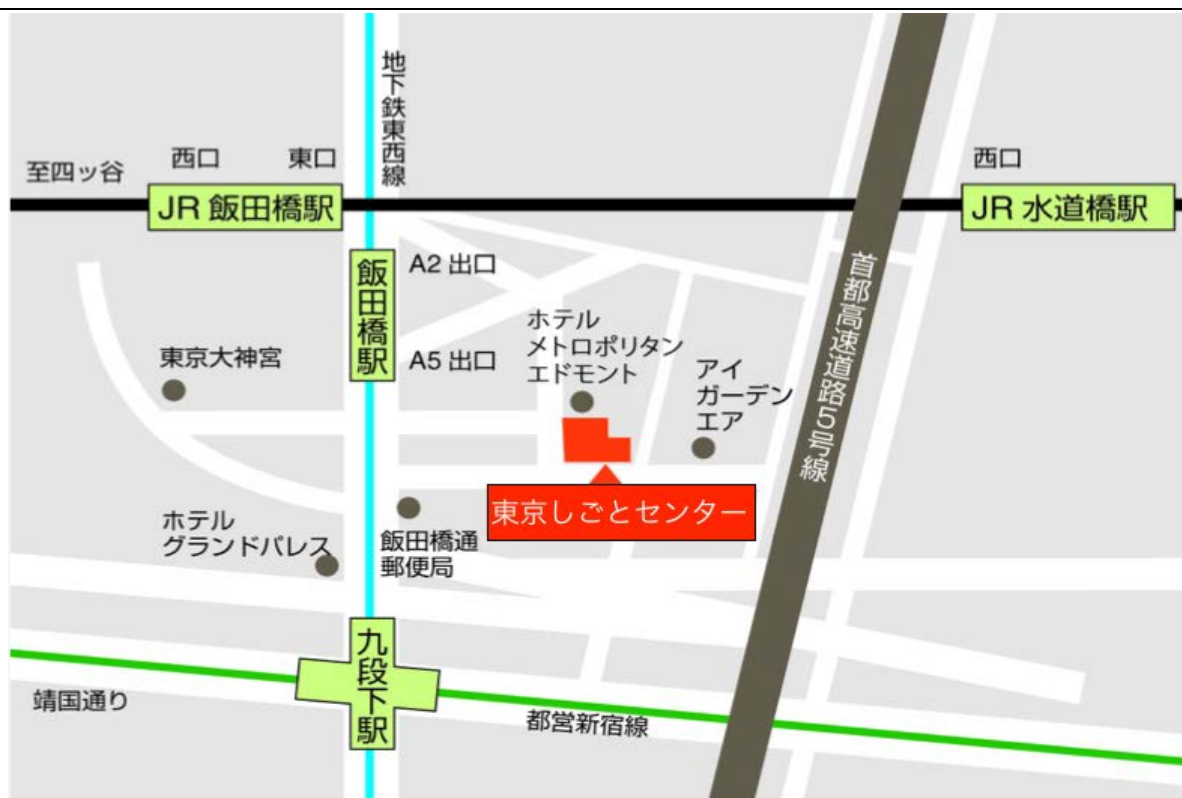 地下鉄東西線
西口
東口
西口
至四ッ谷
JR 飯田橋駅
JR 水道橋駅
飯田橋駅
A2 出口
首都高速道路5号線
ホテル
メトロポリタン
エドモント
東京大神宮
A5 出口
アイ
ガーデン
エア
東京しごとセンター
ホテル
グランドパレス
飯田橋通
郵便局
九段下駅
靖国通り
都営新宿線